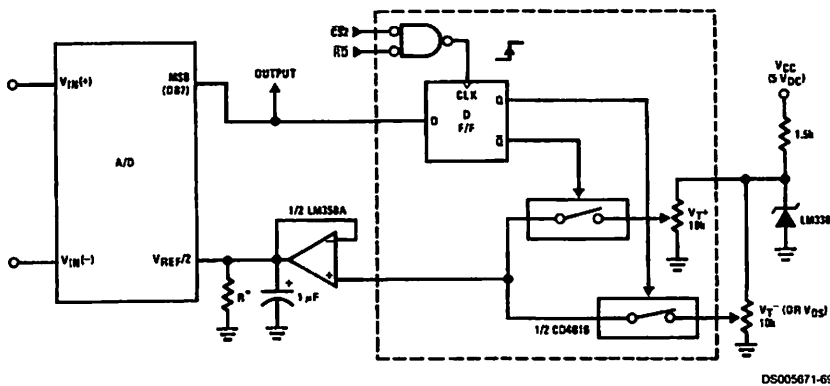 CS2
RD
VIN(+)
MSB
(DB7)
OUTPUT
CLK
D
D
F/F
Q
Q
VCC
(5 VDC)
1.5k
A/D
1/2 LM358A
-
+
VT+
10k
LM336
VIN(-)
VREF/2
R*
+
1 µF
1/2 CD4016
VT- (OR VOS)
10k
DS005671-69